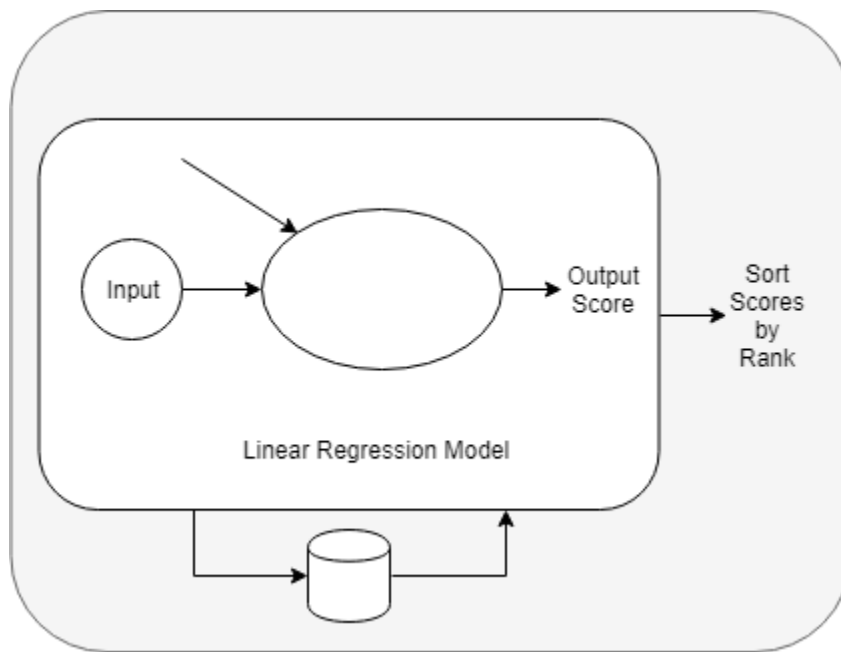 Input
Output
Score
Sort
Scores
by
Rank
Linear Regression Model